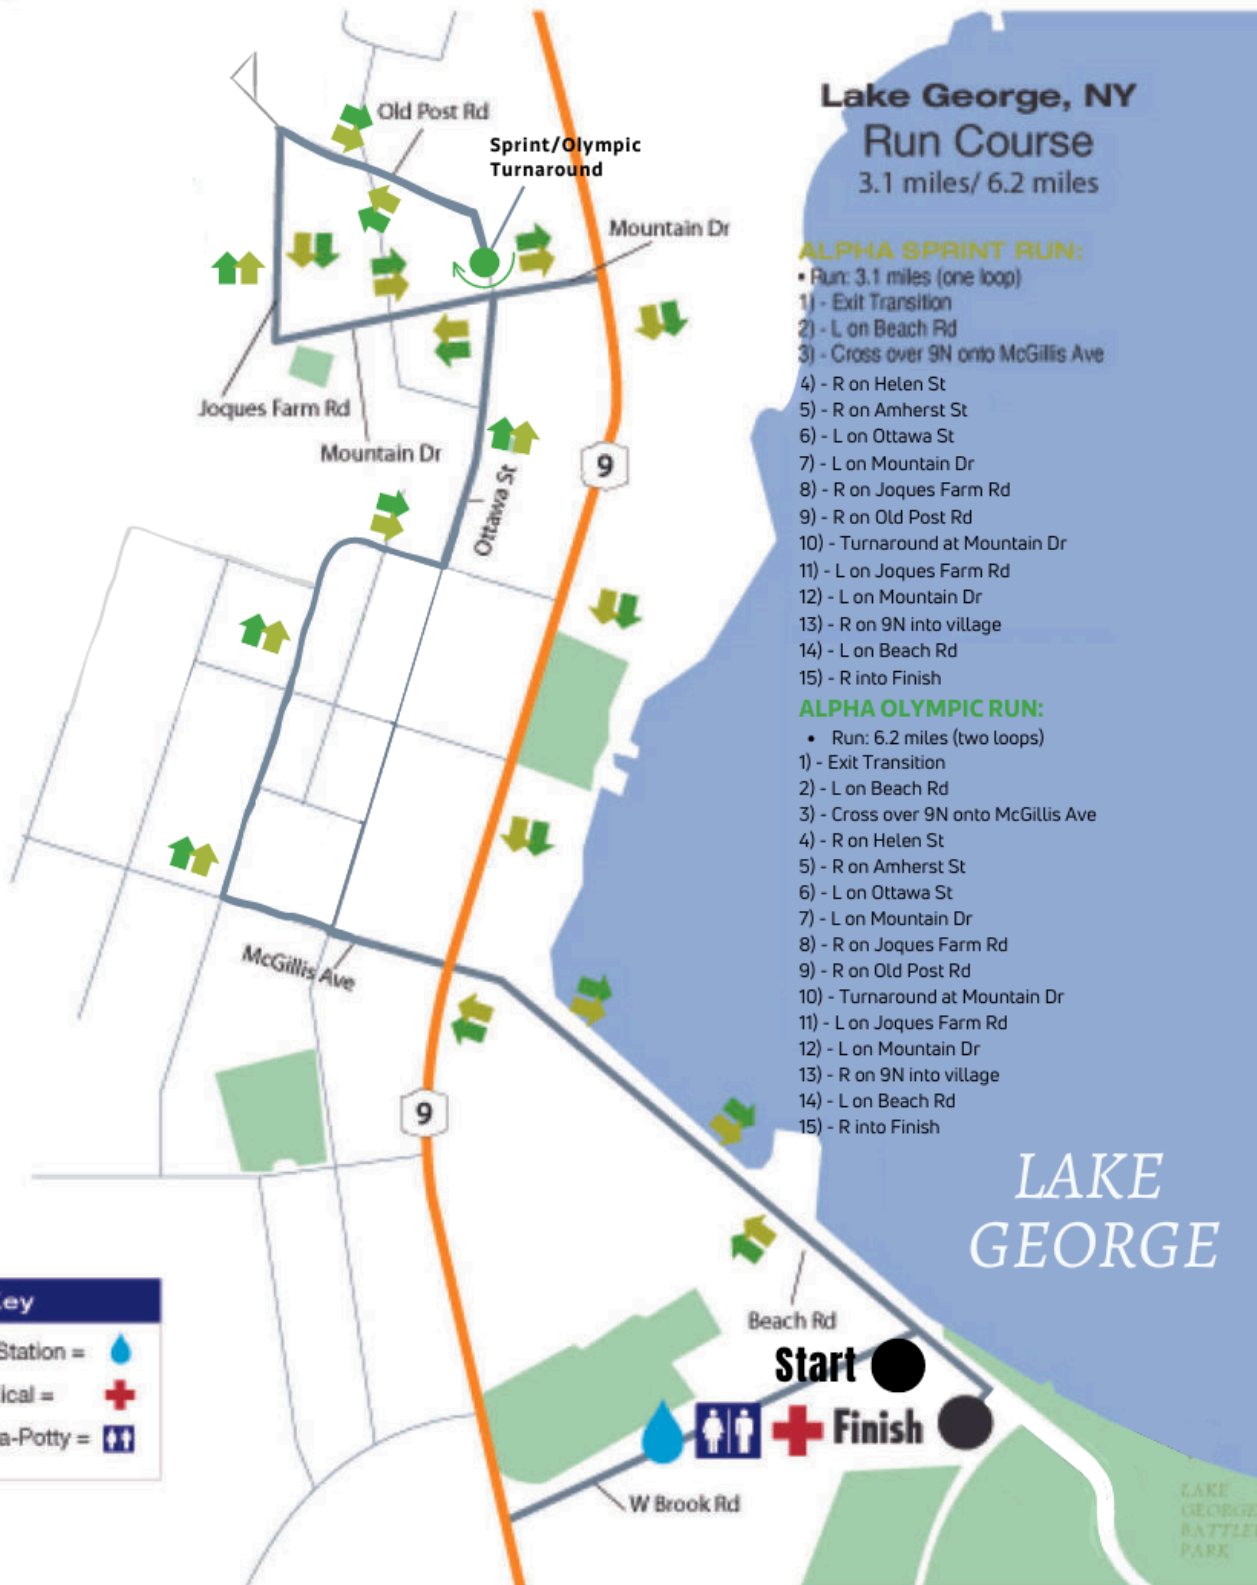 Lake George, NY
Run Course
3.1 miles/ 6.2 miles
Old Post Rd
Sprint/Olympic
Turnaround
Mountain Dr
ALPHA SPRINT RUN:
• Run: 3.1 miles (one loop)
1) - Exit Transition
2) - L on Beach Rd
3) - Cross over 9N onto McGillis Ave
4) - R on Helen St
5) - R on Amherst St
6) - L on Ottawa St
7) - L on Mountain Dr
8) - R on Joques Farm Rd
9) - R on Old Post Rd
10) - Turnaround at Mountain Dr
11) - L on Joques Farm Rd
12) - L on Mountain Dr
13) - R on 9N into village
14) - L on Beach Rd
15) - R into Finish
ALPHA OLYMPIC RUN:
• Run: 6.2 miles (two loops)
1) - Exit Transition
2) - L on Beach Rd
3) - Cross over 9N onto McGillis Ave
4) - R on Helen St
5) - R on Amherst St
6) - L on Ottawa St
7) - L on Mountain Dr
8) - R on Joques Farm Rd
9) - R on Old Post Rd
10) - Turnaround at Mountain Dr
11) - L on Joques Farm Rd
12) - L on Mountain Dr
13) - R on 9N into village
14) - L on Beach Rd
15) - R into Finish
Joques Farm Rd
Mountain Dr
9
Ottawa St
McGillis Ave
9
LAKE
GEORGE
ey
Station =
ical =
a-Potty =
Beach Rd
Start
Finish
W Brook Rd
LAKE
GEORGE
BATTLE
PARK